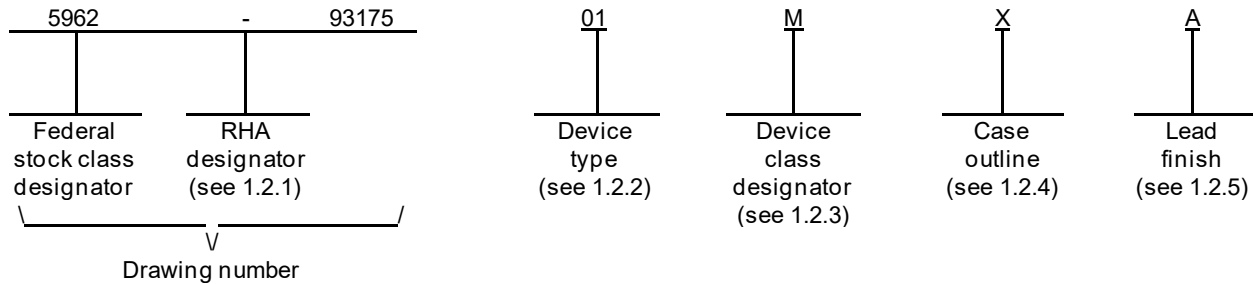 5962 - 93175 01 M X A
Federal stock class designator
RHA designator (see 1.2.1)
Device type (see 1.2.2)
Device class designator (see 1.2.3)
Case outline (see 1.2.4)
Lead finish (see 1.2.5)
\ /
\/
Drawing number